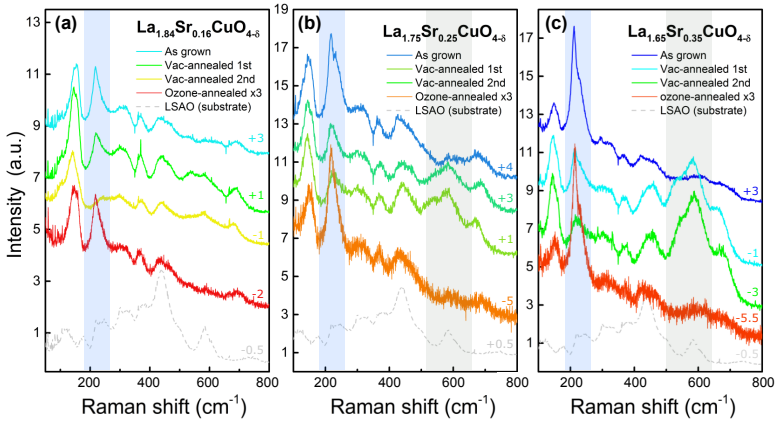 (a)
La1.84Sr0.16CuO4-δ
As grown
Vac-annealed 1st
Vac-annealed 2nd
Ozone-annealed x3
LSAO (substrate)
+3
+1
-1
-2
-0.5
13
11
9
7
5
3
1
200
400
600
800
Raman shift (cm-1)
Intensity (a.u.)
(b)
La1.75Sr0.25CuO4-δ
As grown
Vac-annealed 1st
Vac-annealed 2nd
Ozone-annealed x3
LSAO (substrate)
+4
+3
+1
-5
+0.5
19
17
15
13
11
9
7
5
3
1
200
400
600
800
Raman shift (cm-1)
(c)
La1.65Sr0.35CuO4-δ
As grown
Vac-annealed 1st
Vac-annealed 2nd
ozone-annealed x3
LSAO (substrate)
+3
-1
-3
-5.5
-0.5
17
15
13
11
9
7
5
3
1
200
400
600
800
Raman shift (cm-1)